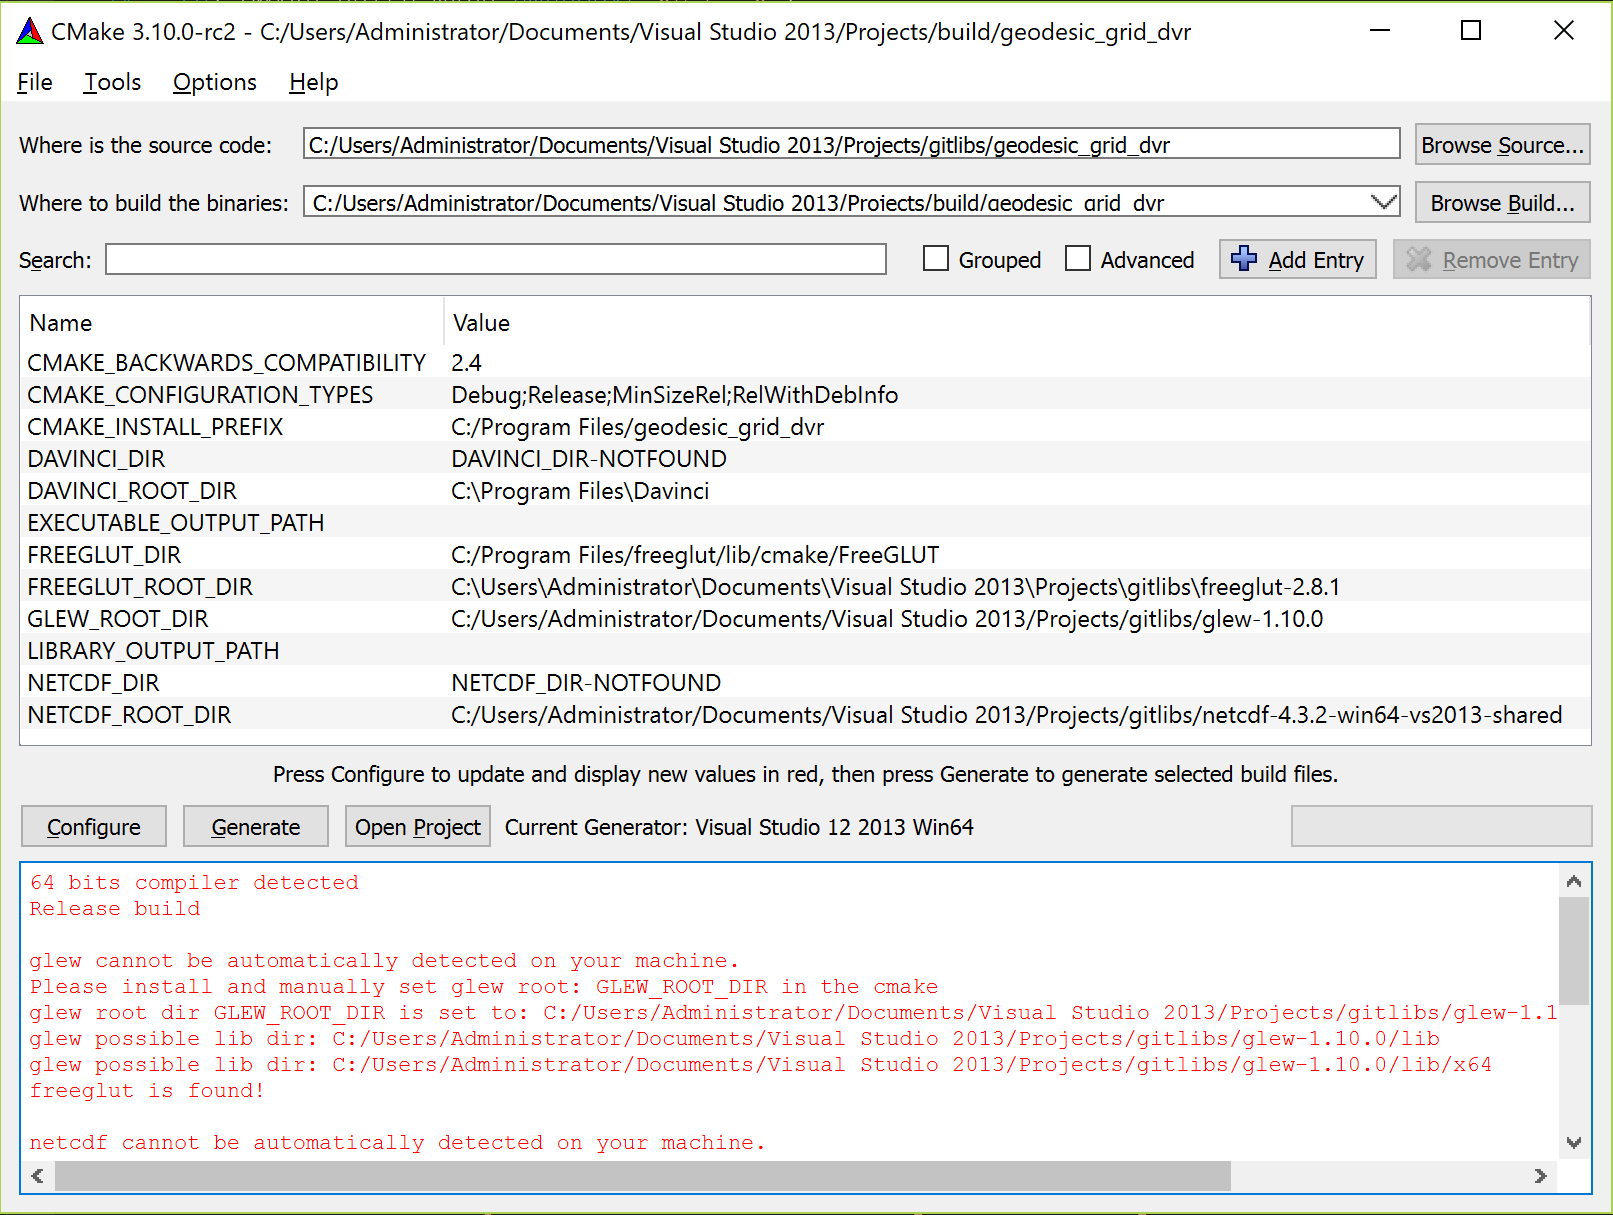 CMake 3.10.0-rc2 - C:/Users/Administrator/Documents/Visual Studio 2013/Projects/build/geodesic_grid_dvr
File Tools Options Help
Where is the source code: C:/Users/Administrator/Documents/Visual Studio 2013/Projects/gitlibs/geodesic_grid_dvr Browse Source...
Where to build the binaries: C:/Users/Administrator/Documents/Visual Studio 2013/Projects/build/geodesic_grid_dvr Browse Build...
Search: Grouped Advanced Add Entry Remove Entry
Name Value
CMAKE_BACKWARDS_COMPATIBILITY 2.4
CMAKE_CONFIGURATION_TYPES Debug;Release;MinSizeRel;RelWithDebInfo
CMAKE_INSTALL_PREFIX C:/Program Files/geodesic_grid_dvr
DAVINCI_DIR DAVINCI_DIR-NOTFOUND
DAVINCI_ROOT_DIR C:\Program Files\Davinci
EXECUTABLE_OUTPUT_PATH
FREEGLUT_DIR C:/Program Files/freeglut/lib/cmake/FreeGLUT
FREEGLUT_ROOT_DIR C:\Users\Administrator\Documents\Visual Studio 2013\Projects\gitlibs\freeglut-2.8.1
GLEW_ROOT_DIR C:/Users/Administrator/Documents/Visual Studio 2013/Projects/gitlibs/glew-1.10.0
LIBRARY_OUTPUT_PATH
NETCDF_DIR NETCDF_DIR-NOTFOUND
NETCDF_ROOT_DIR C:/Users/Administrator/Documents/Visual Studio 2013/Projects/gitlibs/netcdf-4.3.2-win64-vs2013-shared
Press Configure to update and display new values in red, then press Generate to generate selected build files.
Configure Generate Open Project Current Generator: Visual Studio 12 2013 Win64
64 bits compiler detected
Release build
glew cannot be automatically detected on your machine.
Please install and manually set glew root: GLEW_ROOT_DIR in the cmake
glew root dir GLEW_ROOT_DIR is set to: C:/Users/Administrator/Documents/Visual Studio 2013/Projects/gitlibs/glew-1.1
glew possible lib dir: C:/Users/Administrator/Documents/Visual Studio 2013/Projects/gitlibs/glew-1.10.0/lib
glew possible lib dir: C:/Users/Administrator/Documents/Visual Studio 2013/Projects/gitlibs/glew-1.10.0/lib/x64
freeglut is found!
netcdf cannot be automatically detected on your machine.